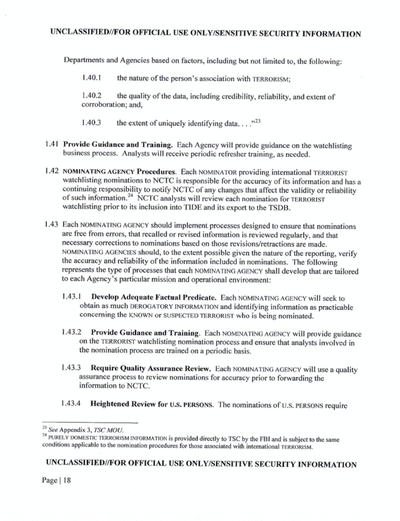 UNCLASSIFIED//FOR OFFICIAL USE ONLY/SENSITIVE SECURITY INFORMATION
Departments and Agencies based on factors, including but not limited to, the following:
1.40.1 the nature of the person's association with TERRORISM;
1.40.2 the quality of the data, including credibility, reliability, and extent of
corroboration; and,
1.40.3 the extent of uniquely identifying data. . . ."23
1.41 Provide Guidance and Training. Each Agency will provide guidance on the watchlisting
business process. Analysts will receive periodic refresher training, as needed.
1.42 NOMINATING AGENCY Procedures. Each NOMINATOR providing international TERRORIST
watchlisting nominations to NCTC is responsible for the accuracy of its information and has a
continuing responsibility to notify NCTC of any changes that affect the validity or reliability
of such information.24 NCTC analysts will review each nomination for TERRORIST
watchlisting prior to its inclusion into TIDE and its export to the TSDB.
1.43 Each NOMINATING AGENCY should implement processes designed to ensure that nominations
are free from errors, that recalled or revised information is reviewed regularly, and that
necessary corrections to nominations based on those revisions/retractions are made.
NOMINATING AGENCIES should, to the extent possible given the nature of the reporting, verify
the accuracy and reliability of the information included in nominations. The following
represents the type of processes that each NOMINATING AGENCY shall develop that are tailored
to each Agency's particular mission and operational environment:
1.43.1 Develop Adequate Factual Predicate. Each NOMINATING AGENCY will seek to
obtain as much DEROGATORY INFORMATION and identifying information as practicable
concerning the KNOWN or SUSPECTED TERRORIST who is being nominated.
1.43.2 Provide Guidance and Training. Each NOMINATING AGENCY will provide guidance
on the TERRORIST watchlisting nomination process and ensure that analysts involved in
the nomination process are trained on a periodic basis.
1.43.3 Require Quality Assurance Review. Each NOMINATING AGENCY will use a quality
assurance process to review nominations for accuracy prior to forwarding the
information to NCTC.
1.43.4 Heightened Review for U.S. PERSONS. The nominations of U.S. PERSONS require
23 See Appendix 3, TSC MOU.
24 PURELY DOMESTIC TERRORISM INFORMATION is provided directly to TSC by the FBI and is subject to the same
conditions applicable to the nomination procedures for those associated with international TERRORISM.
UNCLASSIFIED//FOR OFFICIAL USE ONLY/SENSITIVE SECURITY INFORMATION
Page | 18